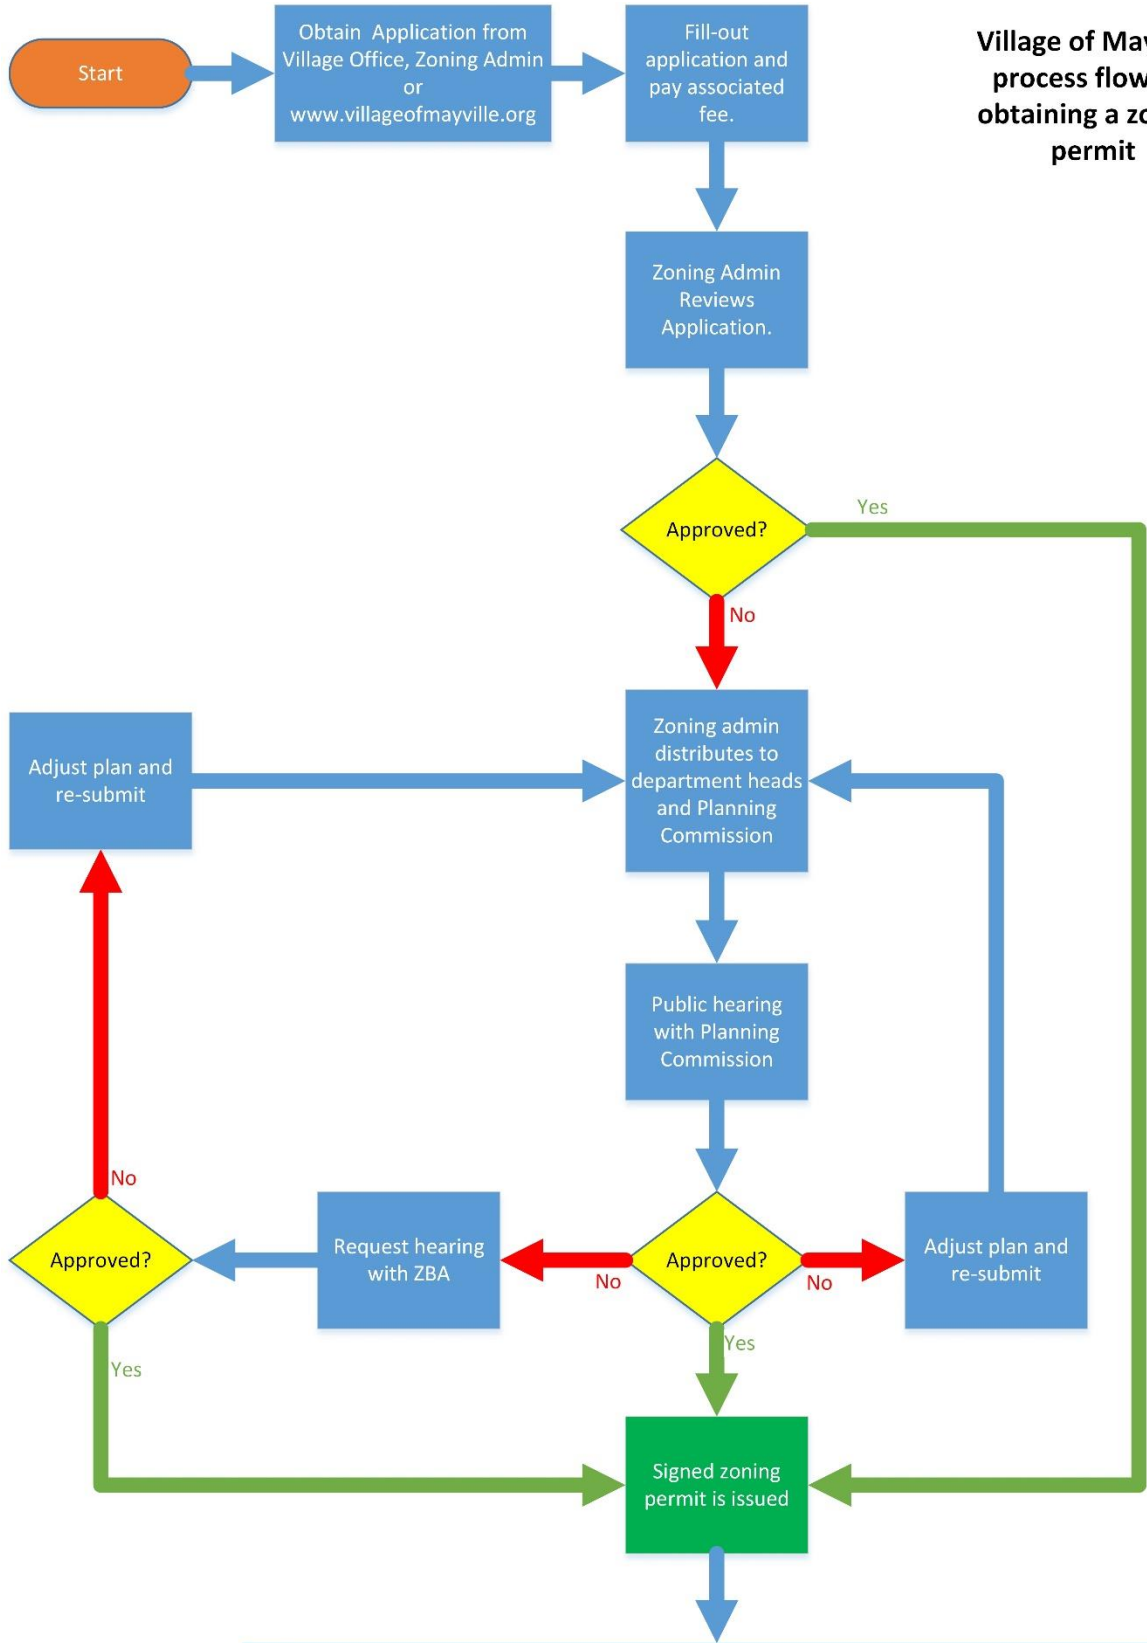 Start
Obtain Application from
Village Office, Zoning Admin
or
www.villageofmayville.org
Fill-out
application and
pay associated
fee.
Village of May
process flow
obtaining a zo
permit
Zoning Admin
Reviews
Application.
Approved?
Yes
No
Adjust plan and
re-submit
Zoning admin
distributes to
department heads
and Planning
Commission
Public hearing
with Planning
Commission
No
Approved?
Request hearing
with ZBA
No
Approved?
No
Adjust plan and
re-submit
Yes
Yes
Signed zoning
permit is issued